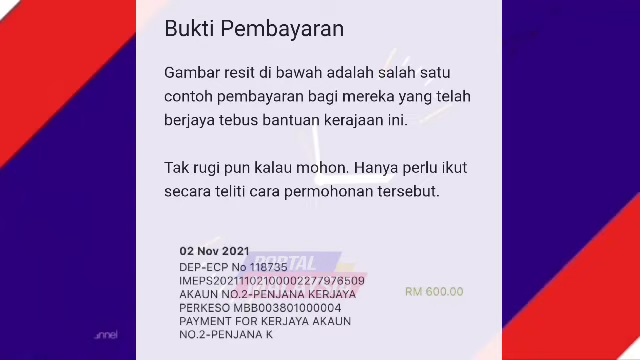 Bukti Pembayaran
Gambar resit di bawah adalah salah satu
contoh pembayaran bagi mereka yang telah
berjaya tebus bantuan kerajaan ini.
Tak rugi pun kalau mohon. Hanya perlu ikut
secara teliti cara permohonan tersebut.
02 Nov 2021
DEP-ECP No 118735
IMEPS20211102100002277976509
AKAUN NO.2-PENJANA KERJAYA
PERKESO MBB003801000004
PAYMENT FOR KERJAYA AKAUN
NO.2-PENJANA K
RM 600.00
PORTAL